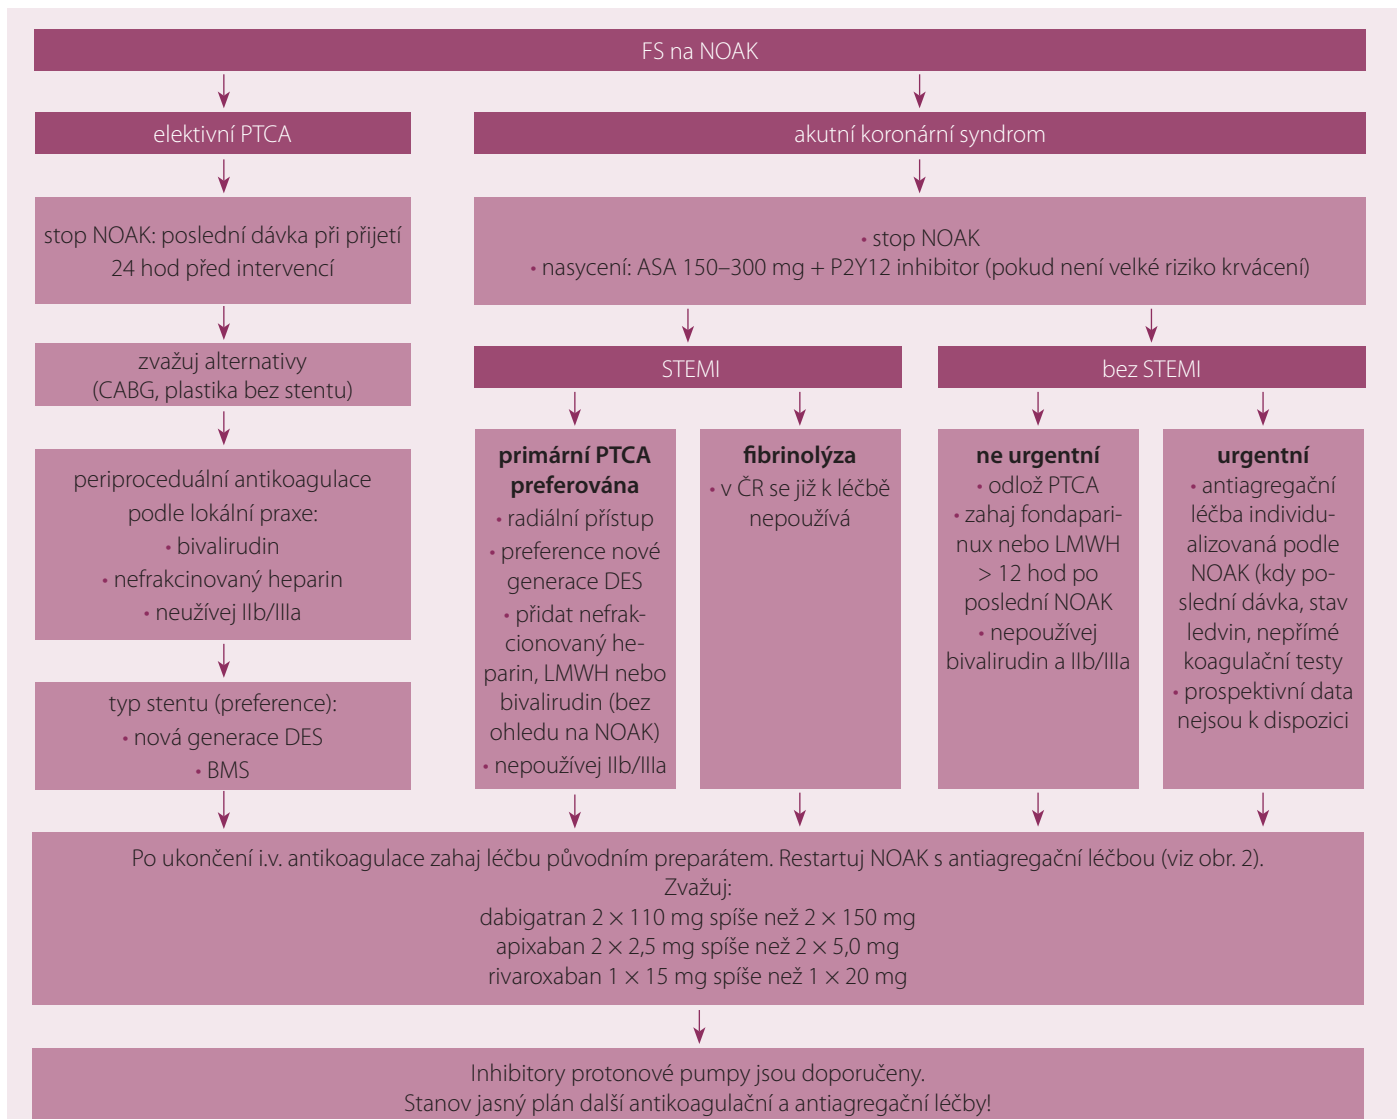 FS na NOAK
elektivní PTCA
stop NOAK: poslední dávka při přijetí
24 hod před intervencí
zvažuj alternativy
(CABG, plastika bez stentu)
periproceduální antikoagulace
podle lokální praxe:
• bivalirudin
• nefrakcinovaný heparin
• neužívej IIb/IIIa
typ stentu (preference):
• nová generace DES
• BMS
akutní koronární syndrom
• stop NOAK
• nasycení: ASA 150–300 mg + P2Y12 inhibitor (pokud není velké riziko krvácení)
STEMI
primární PTCA
preferována
• radiální přístup
• preference nové
generace DES
• přidat nefrak-
cionovaný he-
parin, LMWH nebo
bivalirudin (bez
ohledu na NOAK)
• nepoužívej IIb/IIIa
fibrinolýza
• v ČR se již k léčbě
nepoužívá
bez STEMI
ne urgentní
• odlož PTCA
• zahaj fondapari-
nux nebo LMWH
> 12 hod po
poslední NOAK
• nepoužívej
bivalirudin a IIb/IIIa
urgentní
• antiagregační
léčba individu-
alizovaná podle
NOAK (kdy po-
slední dávka, stav
ledvin, nepřímé
koagulační testy
• prospektivní data
nejsou k dispozici
Po ukončení i.v. antikoagulace zahaj léčbu původním preparátem. Restartuj NOAK s antiagregační léčbou (viz obr. 2).
Zvažuj:
dabigatran 2 × 110 mg spíše než 2 × 150 mg
apixaban 2 × 2,5 mg spíše než 2 × 5,0 mg
rivaroxaban 1 × 15 mg spíše než 1 × 20 mg
Inhibitory protonové pumpy jsou doporučeny.
Stanov jasný plán další antikoagulační a antiagregační léčby!